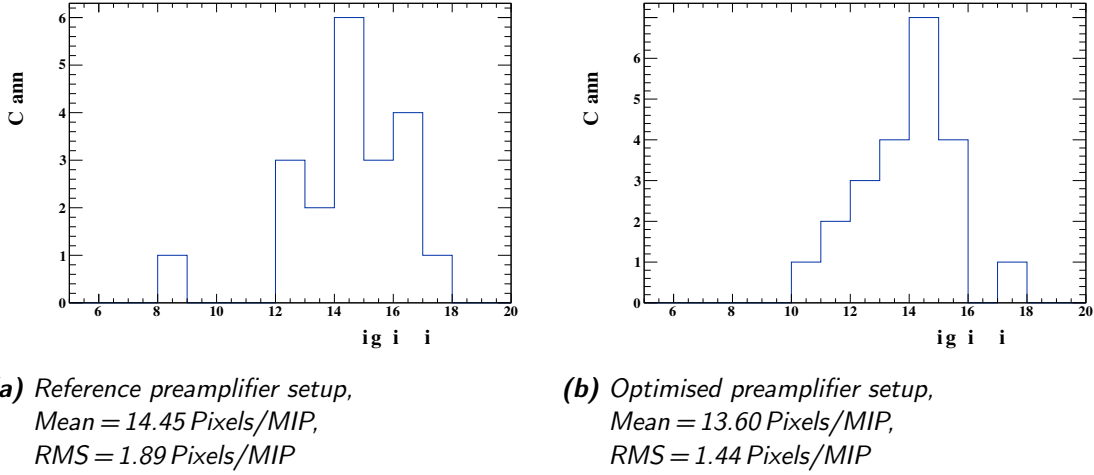 6
5
4
3
2
1
0
C ann
6 8 10 12 14 16 18 20
i g i i
7
6
5
4
3
2
1
0
C ann
6 8 10 12 14 16 18 20
i g i i
a) Reference preamplifier setup,
Mean = 14.45 Pixels/MIP,
RMS = 1.89 Pixels/MIP
(b) Optimised preamplifier setup,
Mean = 13.60 Pixels/MIP,
RMS = 1.44 Pixels/MIP